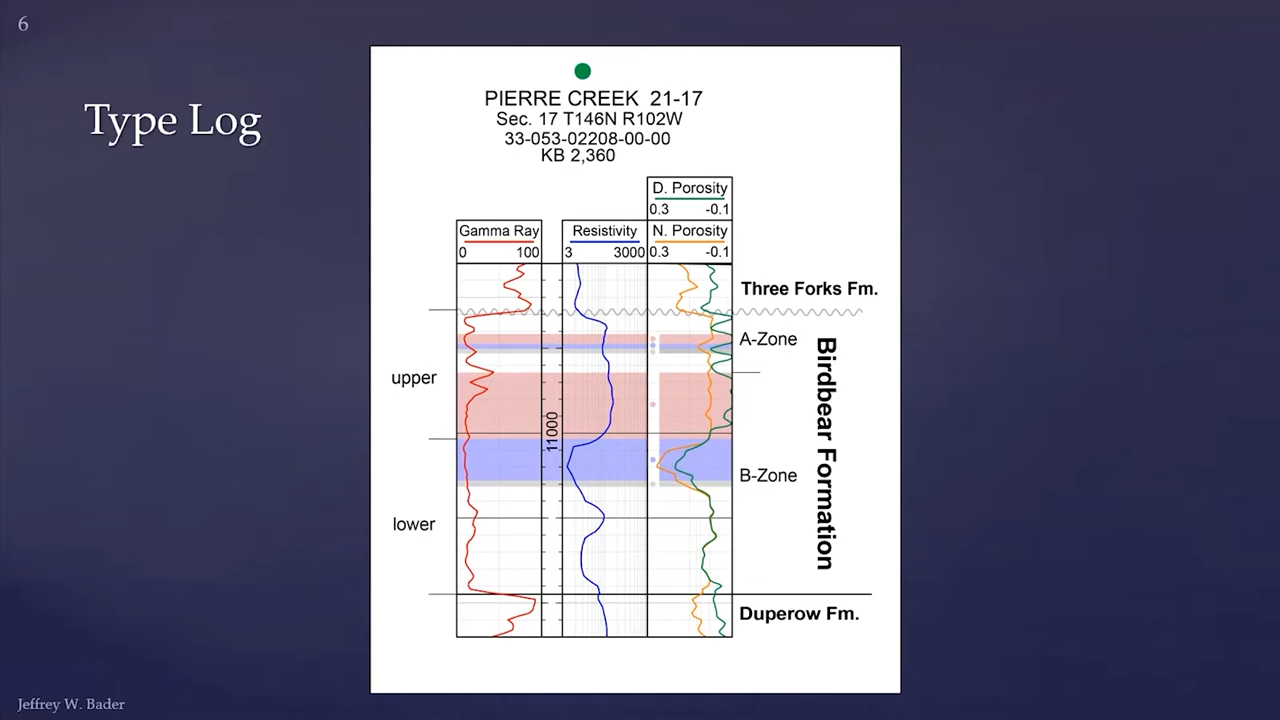 6
Type Log
PIERRE CREEK 21-17
Sec. 17 T146N R102W
33-053-02208-00-00
KB 2,360
D. Porosity
0.3 -0.1
Gamma Ray
0 100
Resistivity
3 3000
N. Porosity
0.3 -0.1
Three Forks Fm.
A-Zone
upper
11000
B-Zone
lower
Birdbear Formation
Duperow Fm.
Jeffrey W. Bader